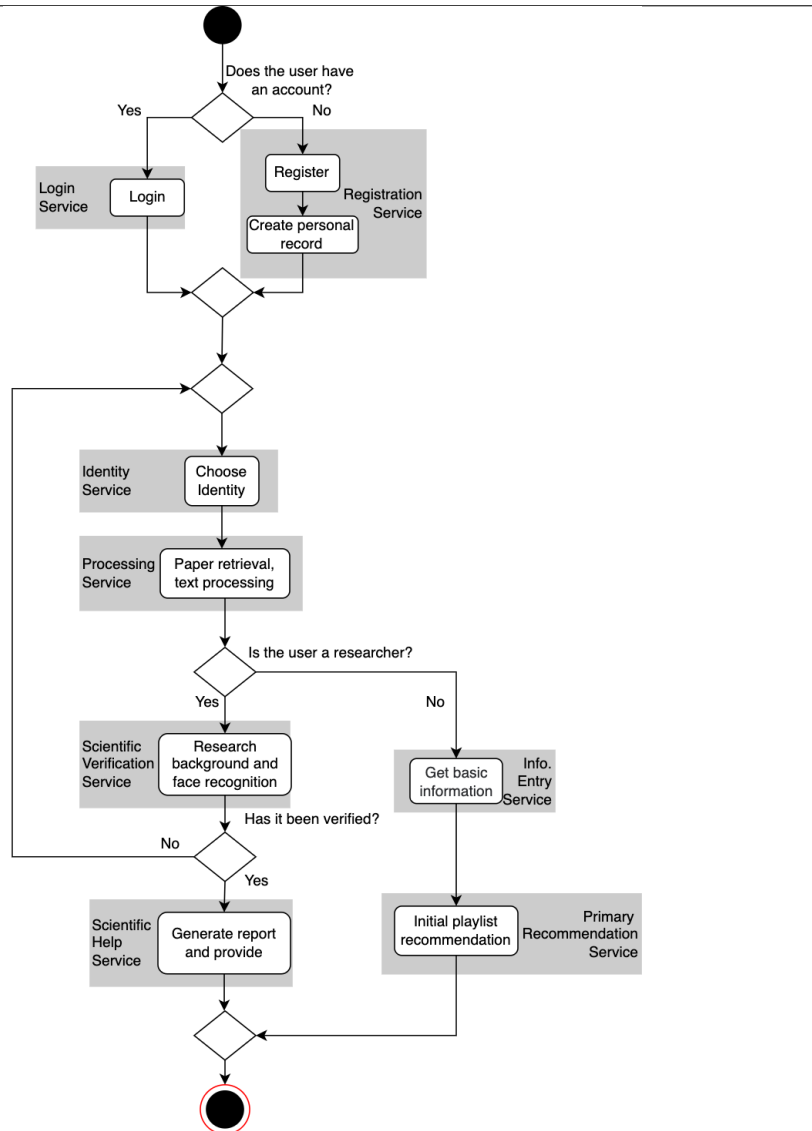 Does the user have
an account?
Yes
No
Login
Service
Login
Register
Registration
Service
Create personal
record
Identity
Service
Choose
Identity
Processing
Service
Paper retrieval,
text processing
Is the user a researcher?
Yes
No
Scientific
Verification
Service
Research
background and
face recognition
Get basic
information
Info.
Entry
Service
Has it been verified?
No
Yes
Scientific
Help
Service
Generate report
and provide
Initial playlist
recommendation
Primary
Recommendation
Service